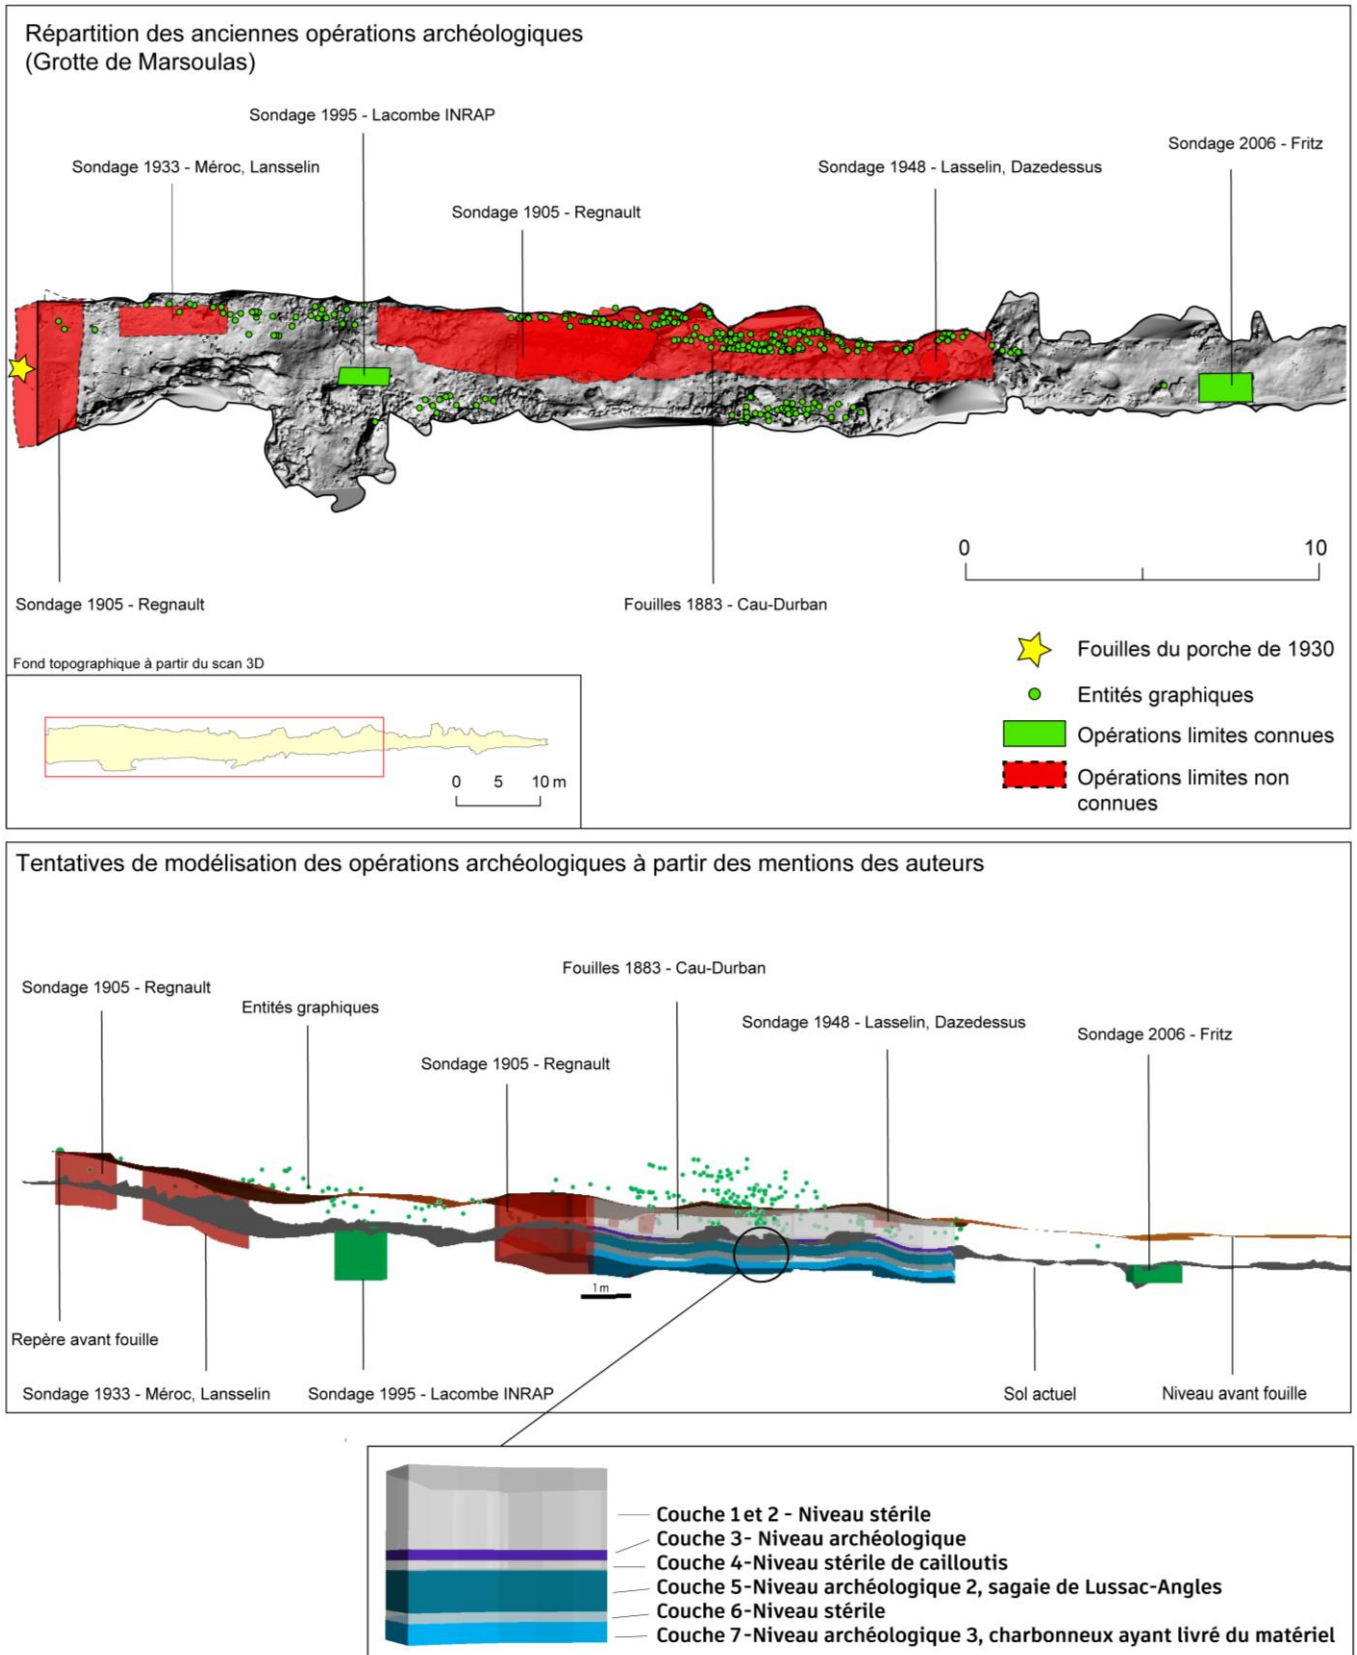 Répartition des anciennes opérations archéologiques
(Grotte de Marsoulas)
Sondage 1995 - Lacombe INRAP
Sondage 2006 - Fritz
Sondage 1933 - Méroc, Lansselin
Sondage 1948 - Lasselin, Dazedessus
Sondage 1905 - Regnault
0 10
Sondage 1905 - Regnault
Fouilles 1883 - Cau-Durban
Fouilles du porche de 1930
Entités graphiques
Opérations limites connues
Opérations limites non
connues
Fond topographique à partir du scan 3D
0 5 10 m
Tentatives de modélisation des opérations archéologiques à partir des mentions des auteurs
Fouilles 1883 - Cau-Durban
Sondage 1905 - Regnault
Entités graphiques
Sondage 1948 - Lasselin, Dazedessus
Sondage 2006 - Fritz
Sondage 1905 - Regnault
1 m
Repère avant fouille
Sondage 1933 - Méroc, Lansselin
Sondage 1995 - Lacombe INRAP
Sol actuel
Niveau avant fouille
Couche 1 et 2 - Niveau stérile
Couche 3- Niveau archéologique
Couche 4-Niveau stérile de cailloutis
Couche 5-Niveau archéologique 2, sagaie de Lussac-Angles
Couche 6-Niveau stérile
Couche 7-Niveau archéologique 3, charbonneux ayant livré du matériel